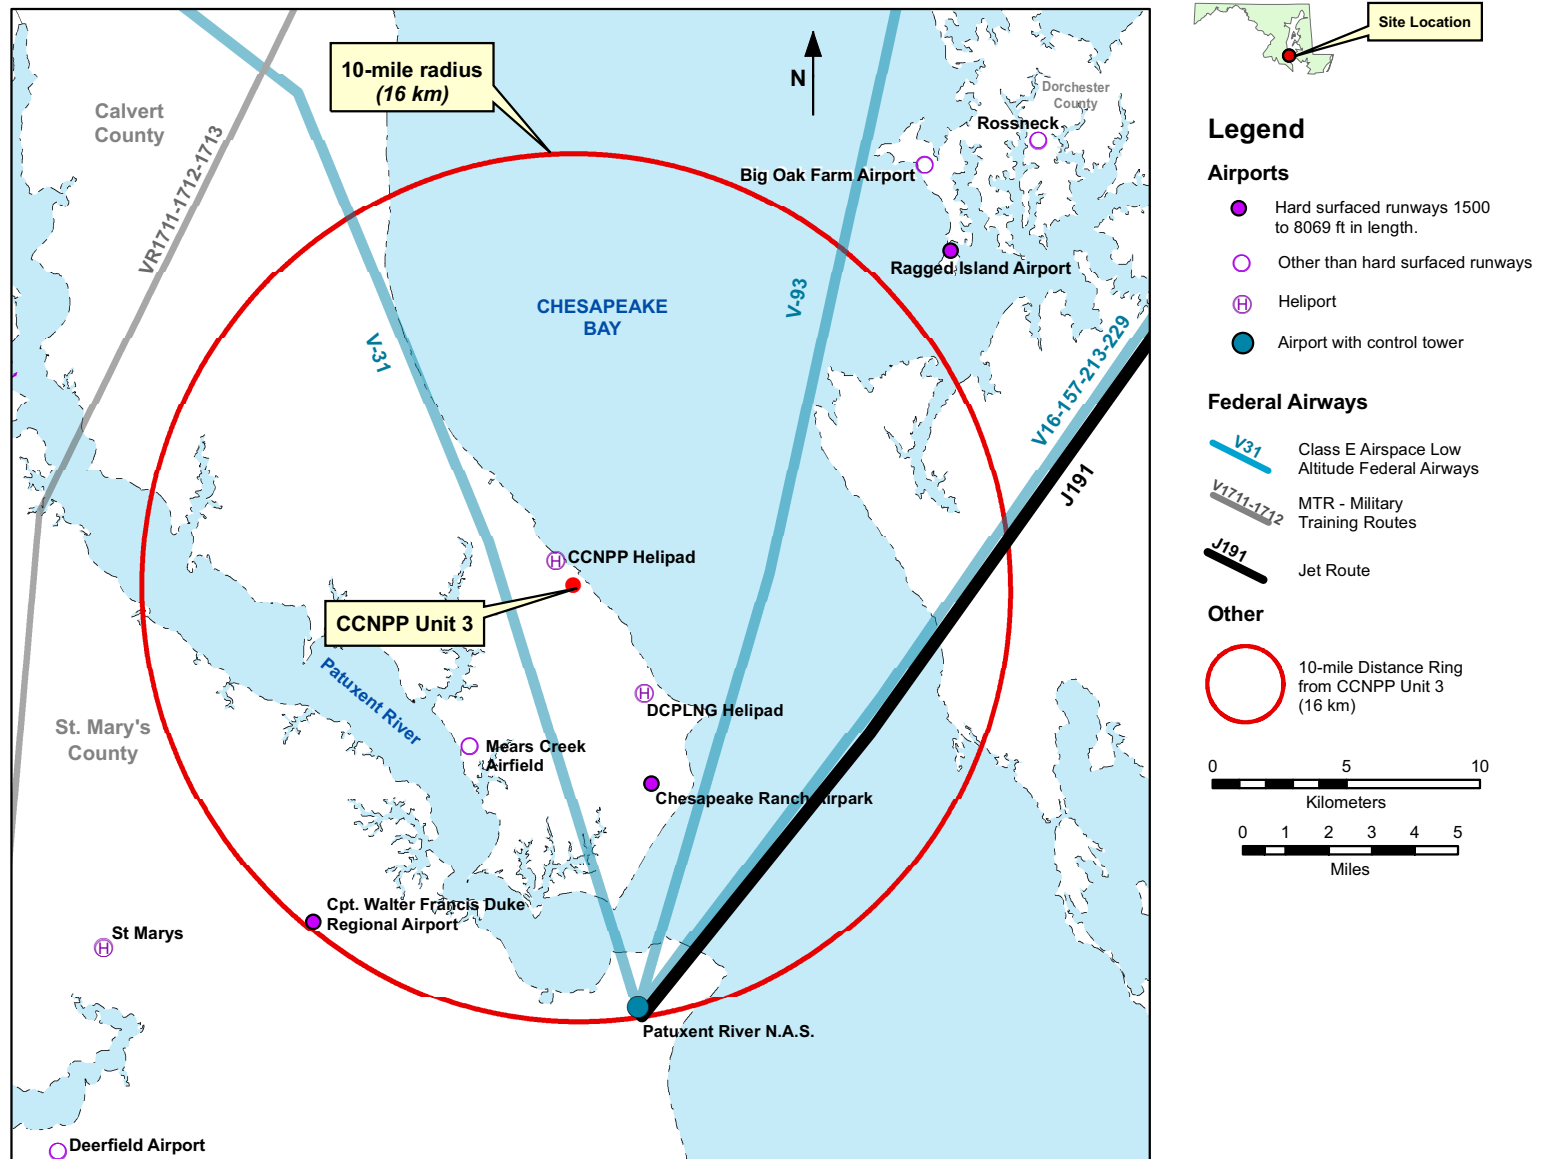 10-mile radius
(16 km)
N
Calvert
County
VR1711-1712-1713
Dorchester
County
Rossneck
Big Oak Farm Airport
Ragged Island Airport
CHESAPEAKE
BAY
V-31
V-93
V16-157-213-229
J191
CCNPP Helipad
CCNPP Unit 3
Patuxent River
DCPLNG Helipad
St. Mary's
County
Mears Creek
Airfield
Chesapeake Ranch Airpark
Cpt. Walter Francis Duke
Regional Airport
St Marys
Patuxent River N.A.S.
Deerfield Airport
Site Location
Legend
Airports
Hard surfaced runways 1500
to 8069 ft in length.
Other than hard surfaced runways
H Heliport
Airport with control tower
Federal Airways
V31
Class E Airspace Low
Altitude Federal Airways
V1711-1712
MTR - Military
Training Routes
J191
Jet Route
Other
10-mile Distance Ring
from CCNPP Unit 3
(16 km)
0 5 10
Kilometers
0 1 2 3 4 5
Miles